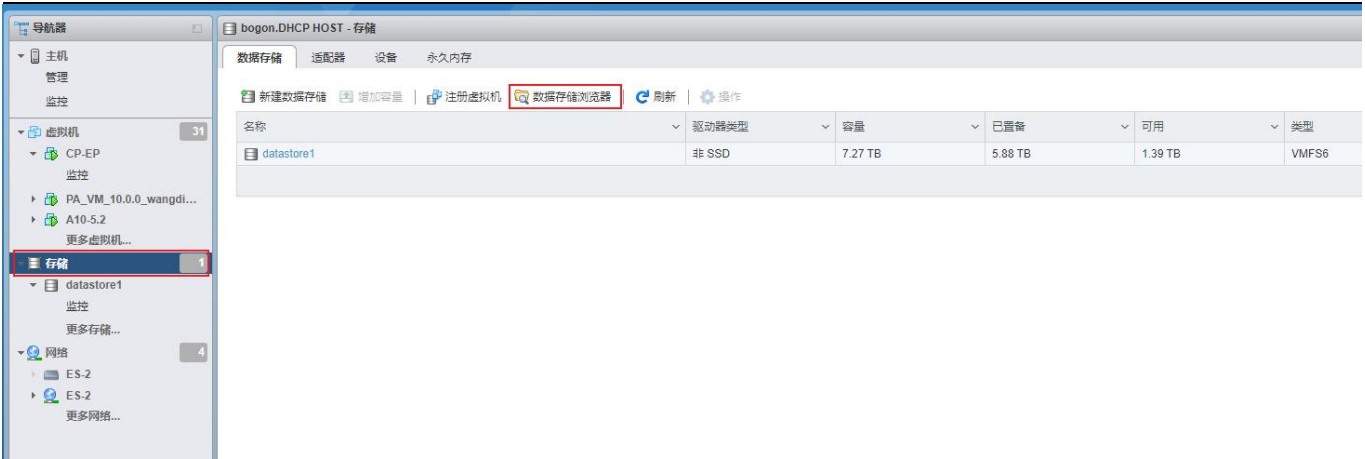 导航器
主机
管理
监控
虚拟机 31
CP-EP
监控
PA_VM_10.0.0_wangdi...
A10-5.2
更多虚拟机...
存储 1
datastore1
监控
更多存储...
网络 4
ES-2
ES-2
更多网络...
bogon.DHCP HOST - 存储
数据存储 适配器 设备 永久内存
新建数据存储 增加容量 注册虚拟机 数据存储浏览器 刷新 操作
名称 驱动器类型 容量 已置备 可用 类型
datastore1 非 SSD 7.27 TB 5.88 TB 1.39 TB VMFS6